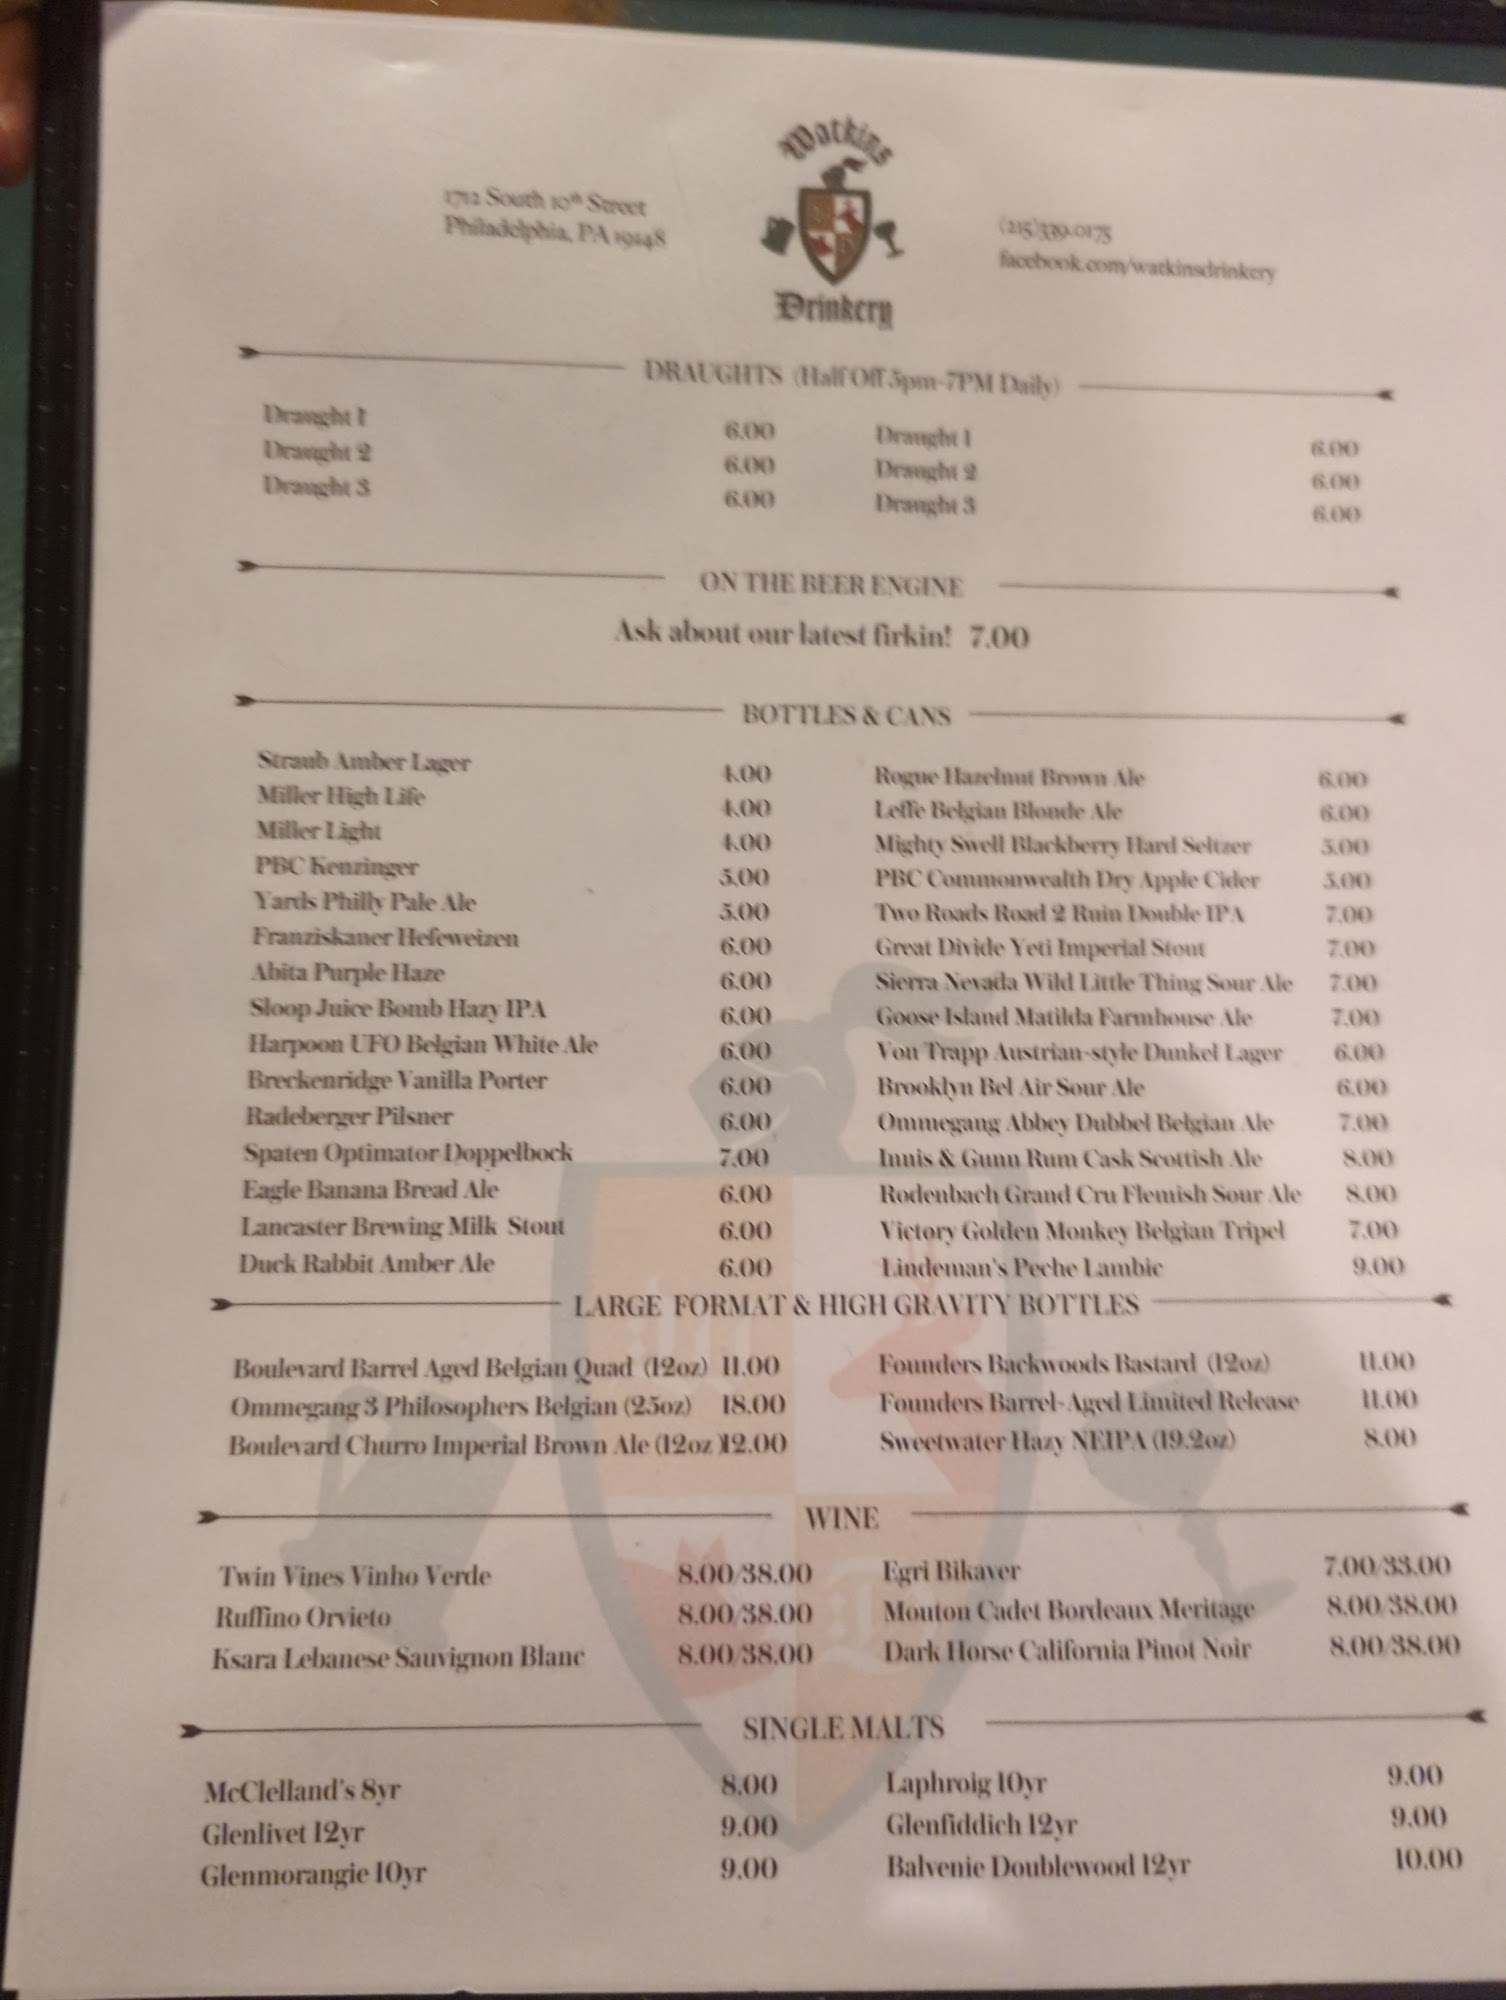 Watkins
Drinkery
1712 South 10th Street
Philadelphia, PA 19148
(215)339.0175
facebook.com/watkinsdrinkery
DRAUGHTS (Half Off 5pm-7PM Daily)
Draught 1 6.00
Draught 2 6.00
Draught 3 6.00
Draught 1 6.00
Draught 2 6.00
Draught 3 6.00
ON THE BEER ENGINE
Ask about our latest firkin! 7.00
BOTTLES & CANS
Straub Amber Lager 4.00
Miller High Life 4.00
Miller Light 4.00
PBC Kenzinger 5.00
Yards Philly Pale Ale 5.00
Franziskaner Hefeweizen 6.00
Abita Purple Haze 6.00
Sloop Juice Bomb Hazy IPA 6.00
Harpoon UFO Belgian White Ale 6.00
Breckenridge Vanilla Porter 6.00
Radeberger Pilsner 6.00
Spaten Optimator Doppelbock 7.00
Eagle Banana Bread Ale 6.00
Lancaster Brewing Milk Stout 6.00
Duck Rabbit Amber Ale 6.00
Rogue Hazelnut Brown Ale 6.00
Leffe Belgian Blonde Ale 6.00
Mighty Swell Blackberry Hard Seltzer 5.00
PBC Commonwealth Dry Apple Cider 5.00
Two Roads Road 2 Ruin Double IPA 7.00
Great Divide Yeti Imperial Stout 7.00
Sierra Nevada Wild Little Thing Sour Ale 7.00
Goose Island Matilda Farmhouse Ale 7.00
Von Trapp Austrian-style Dunkel Lager 6.00
Brooklyn Bel Air Sour Ale 6.00
Ommegang Abbey Dubbel Belgian Ale 7.00
Innis & Gunn Rum Cask Scottish Ale 8.00
Rodenbach Grand Cru Flemish Sour Ale 8.00
Victory Golden Monkey Belgian Tripel 7.00
Lindeman's Peche Lambic 9.00
LARGE FORMAT & HIGH GRAVITY BOTTLES
Boulevard Barrel Aged Belgian Quad (12oz) 11.00
Ommegang 3 Philosophers Belgian (25oz) 18.00
Boulevard Churro Imperial Brown Ale (12oz ) 12.00
Founders Backwoods Bastard (12oz) 11.00
Founders Barrel-Aged Limited Release 11.00
Sweetwater Hazy NEIPA (19.2oz) 8.00
WINE
Twin Vines Vinho Verde 8.00/38.00
Ruffino Orvieto 8.00/38.00
Ksara Lebanese Sauvignon Blanc 8.00/38.00
Egri Bikaver 7.00/33.00
Mouton Cadet Bordeaux Meritage 8.00/38.00
Dark Horse California Pinot Noir 8.00/38.00
SINGLE MALTS
McClelland's 8yr 8.00
Glenlivet 12yr 9.00
Glenmorangie 10yr 9.00
Laphroig 10yr 9.00
Glenfiddich 12yr 9.00
Balvenie Doublewood 12yr 10.00